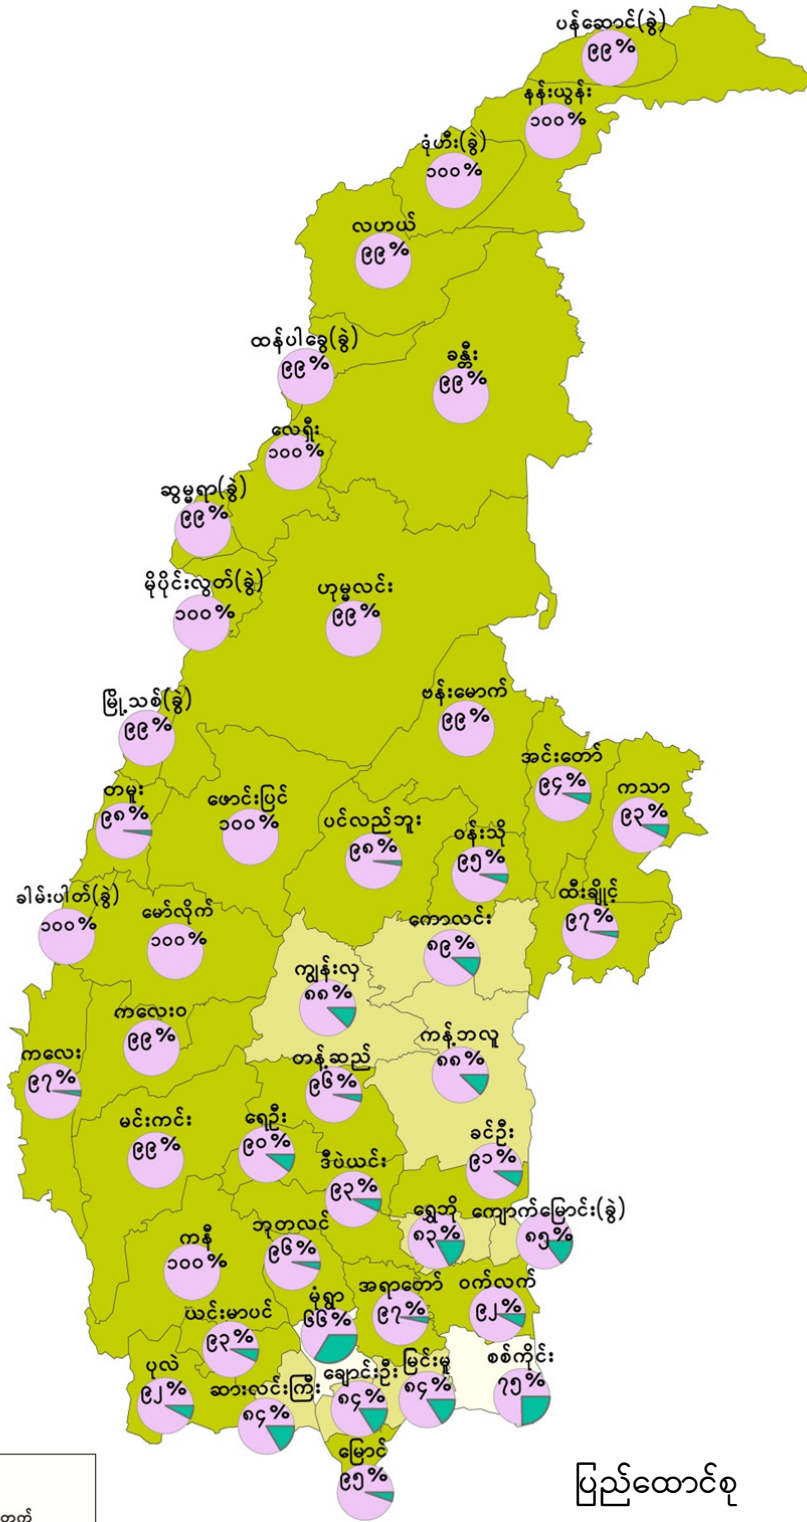 ပန်ဆောင်(ခွဲ)
၉၉%
နန်းယွန်း
၁၀၀%
ဒုံဟီး(ခွဲ)
၁၀၀%
လဟယ်
၉၉%
ထန်ပါခွေ(ခွဲ)
၉၉%
ခန္တီး
၉၉%
လေရှီး
၁၀၀%
ဆွမ္မရာ(ခွဲ)
၉၉%
မိုပိုင်းလွတ်(ခွဲ)
၁၀၀%
ဟုမ္မလင်း
၉၉%
မြို့သစ်(ခွဲ)
၉၉%
ဗန်းမောက်
၉၉%
အင်းတော်
၉၄%
ကသာ
၉၃%
တမူး
၉၈%
ဖောင်းပြင်
၁၀၀%
ပင်လည်ဘူး
၉၈%
ဝန်းသို
၉၅%
ထီးချိုင့်
၉၇%
ခါမ်းပါတ်(ခွဲ)
၁၀၀%
မော်လိုက်
၁၀၀%
ကောလင်း
၈၉%
ကျွန်းလှ
၈၈%
ကလေးဝ
၉၉%
ကန့်ဘလူ
၈၈%
ကလေး
၉၇%
တန့်ဆည်
၉၆%
မင်းကင်း
၉၉%
ရေဦး
၉၀%
ခင်ဦး
၉၁%
ဒီပဲယင်း
၉၃%
ရွှေဘို
၈၃%
ကျောက်မြောင်း(ခွဲ)
၈၅%
ကနီ
၁၀၀%
ဘုတလင်
၉၆%
အရာတော်
၉၇%
ဝက်လက်
၉၂%
မုံရွာ
၆၆%
ယင်းမာပင်
၉၃%
ပုလဲ
၉၂%
ဆားလင်းကြီး
၈၄%
ချောင်းဦး
၈၄%
မြင်းမူ
၈၄%
စစ်ကိုင်း
၇၅%
မြောင်
၉၅%
ပြည်ထောင်စု